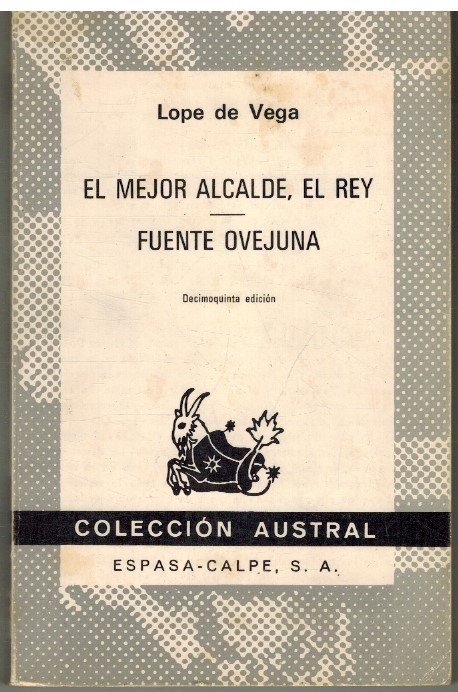 Lope de Vega
EL MEJOR ALCALDE, EL REY
FUENTE OVEJUNA
Decimoquinta edición
COLECCIÓN AUSTRAL
ESPASA-CALPE, S. A.